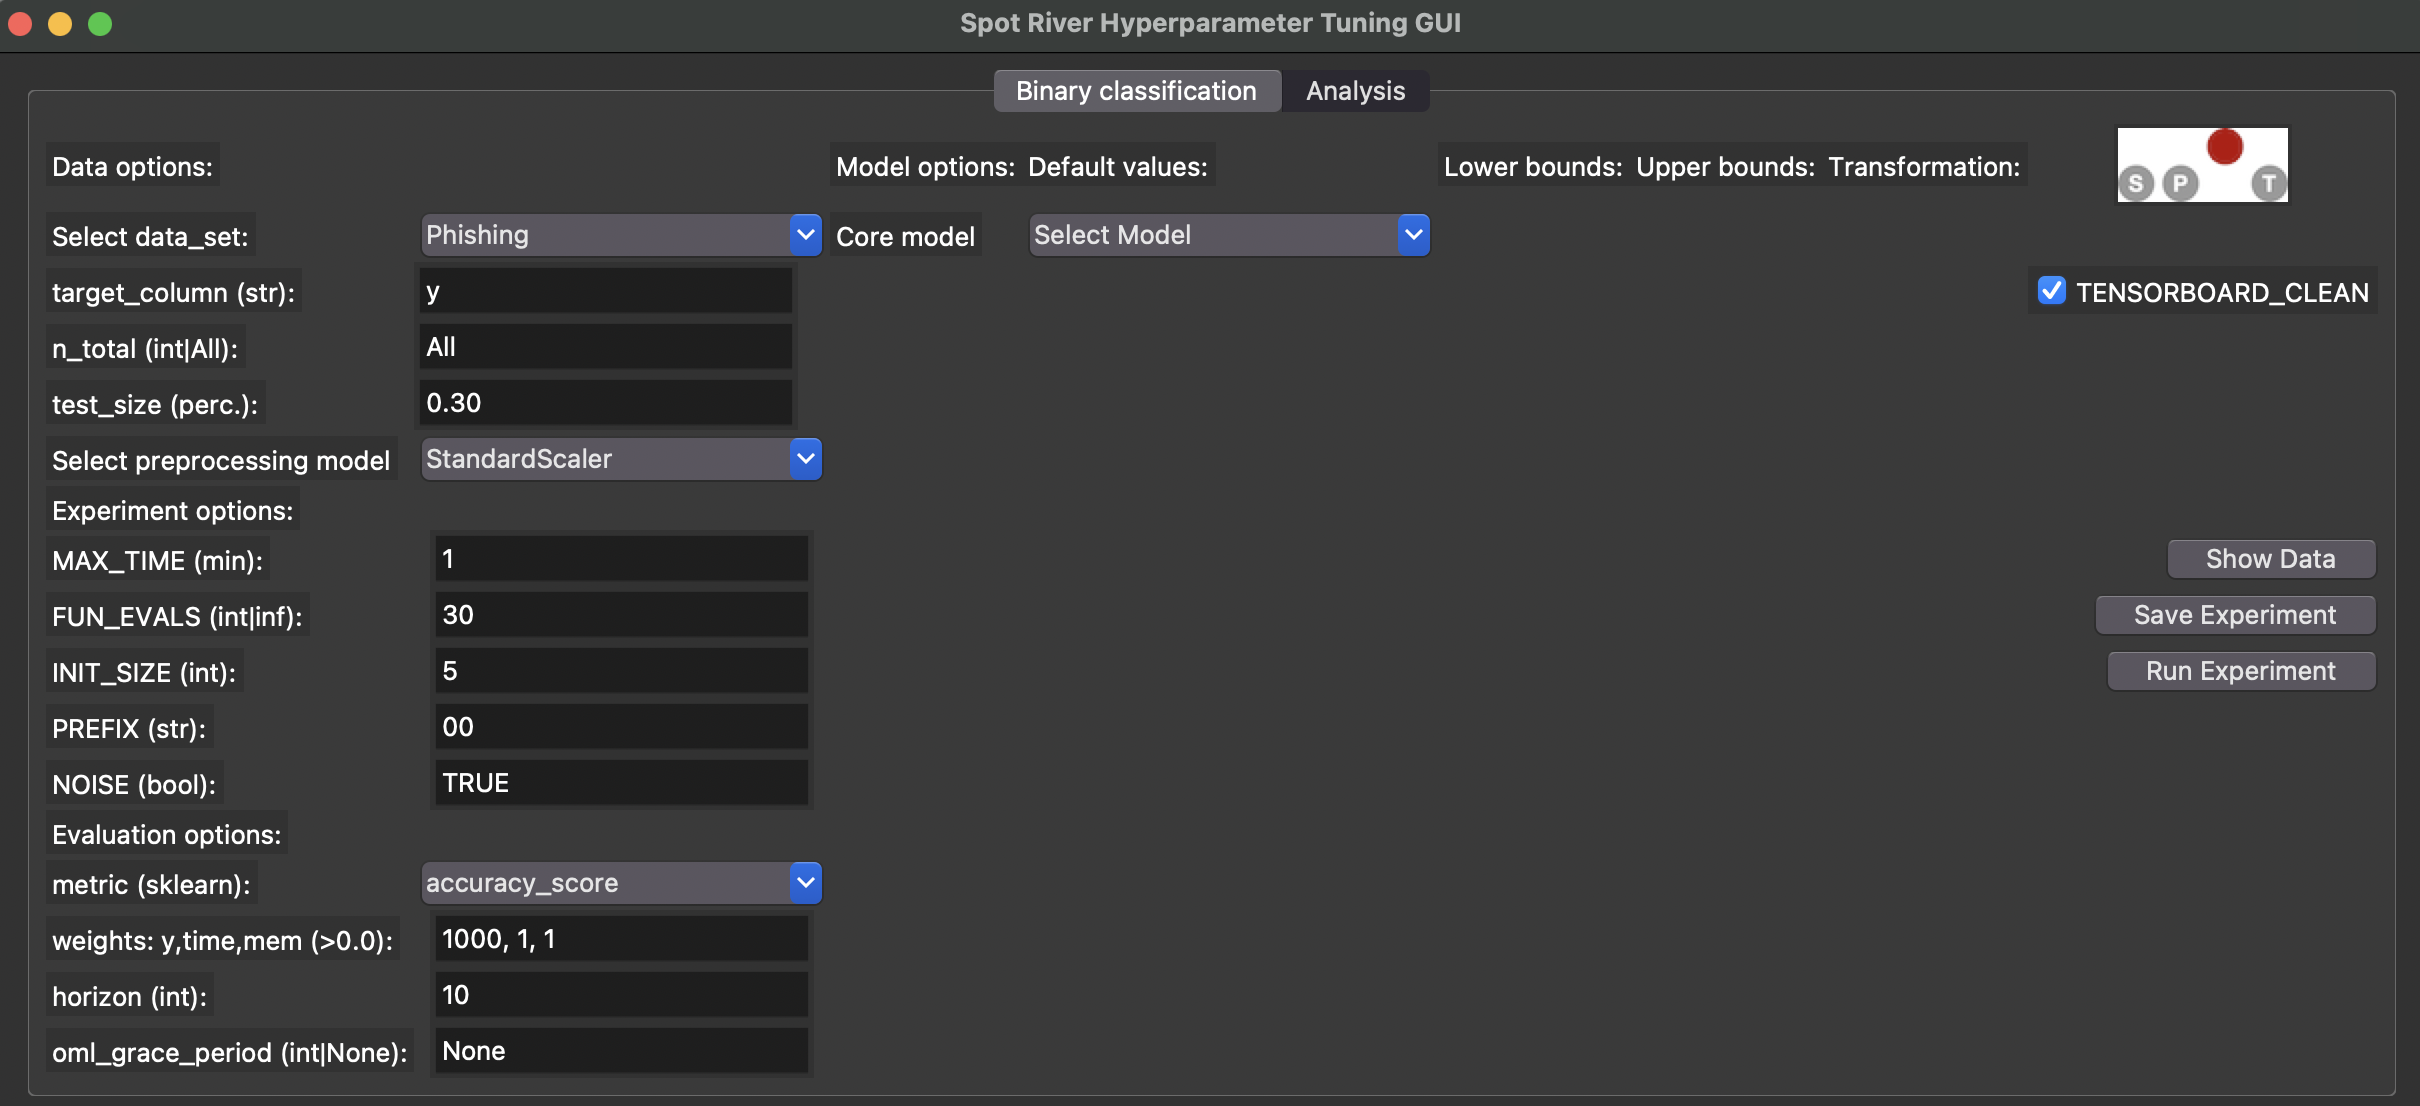 Spot River Hyperparameter Tuning GUI
Binary classification Analysis
Data options: Model options: Default values: Lower bounds: Upper bounds: Transformation:
S P T
Select data_set: Phishing Core model Select Model
target_column (str): y TENSORBOARD_CLEAN
n_total (int|All): All
test_size (perc.): 0.30
Select preprocessing model StandardScaler
Experiment options:
MAX_TIME (min): 1 Show Data
FUN_EVALS (int|inf): 30 Save Experiment
INIT_SIZE (int): 5 Run Experiment
PREFIX (str): 00
NOISE (bool): TRUE
Evaluation options:
metric (sklearn): accuracy_score
weights: y,time,mem (>0.0): 1000, 1, 1
horizon (int): 10
oml_grace_period (int|None): None